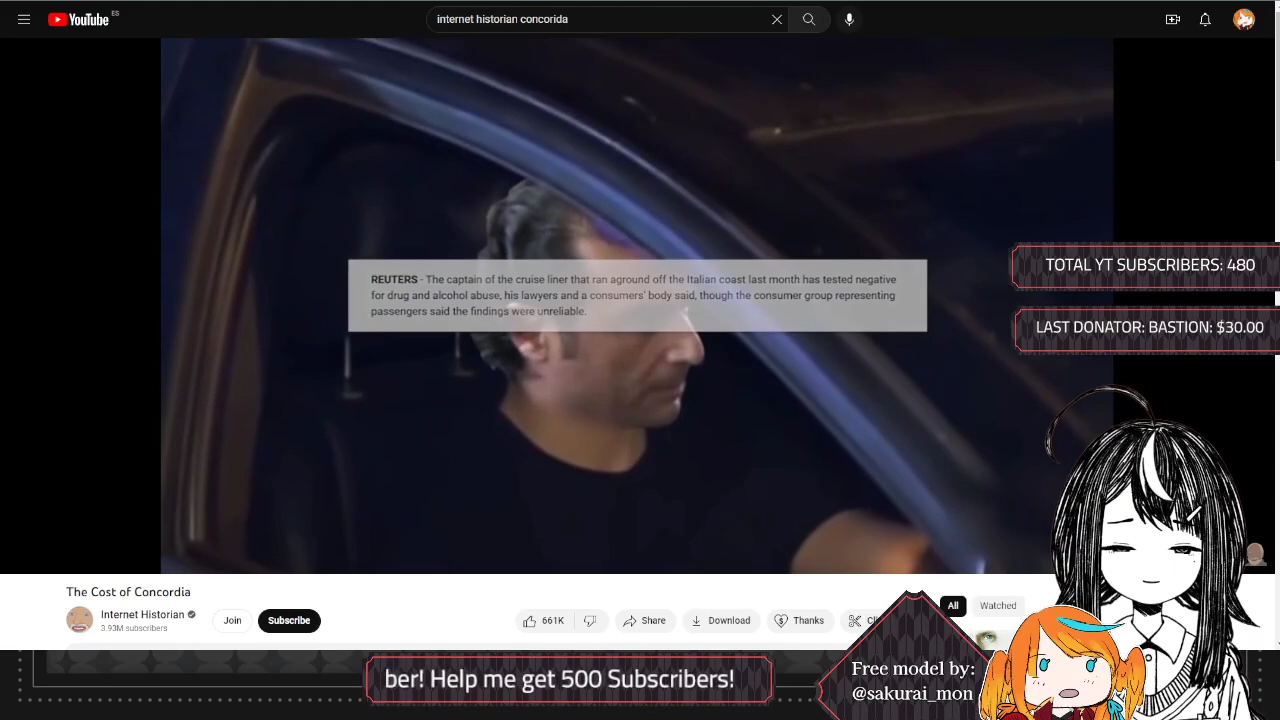 YouTube ES
internet historian concorida
REUTERS - The captain of the cruise liner that ran aground off the Italian coast last month has tested negative
for drug and alcohol abuse, his lawyers and a consumers' body said, though the consumer group representing
passengers said the findings were unreliable.
TOTAL YT SUBSCRIBERS: 480
LAST DONATOR: BASTION: $30.00
The Cost of Concordia
Internet Historian
3.93M subscribers
Join
Subscribe
661K
Share
Download
Thanks
Cli
All
Watched
ber! Help me get 500 Subscribers!
Free model by:
@sakurai_mon